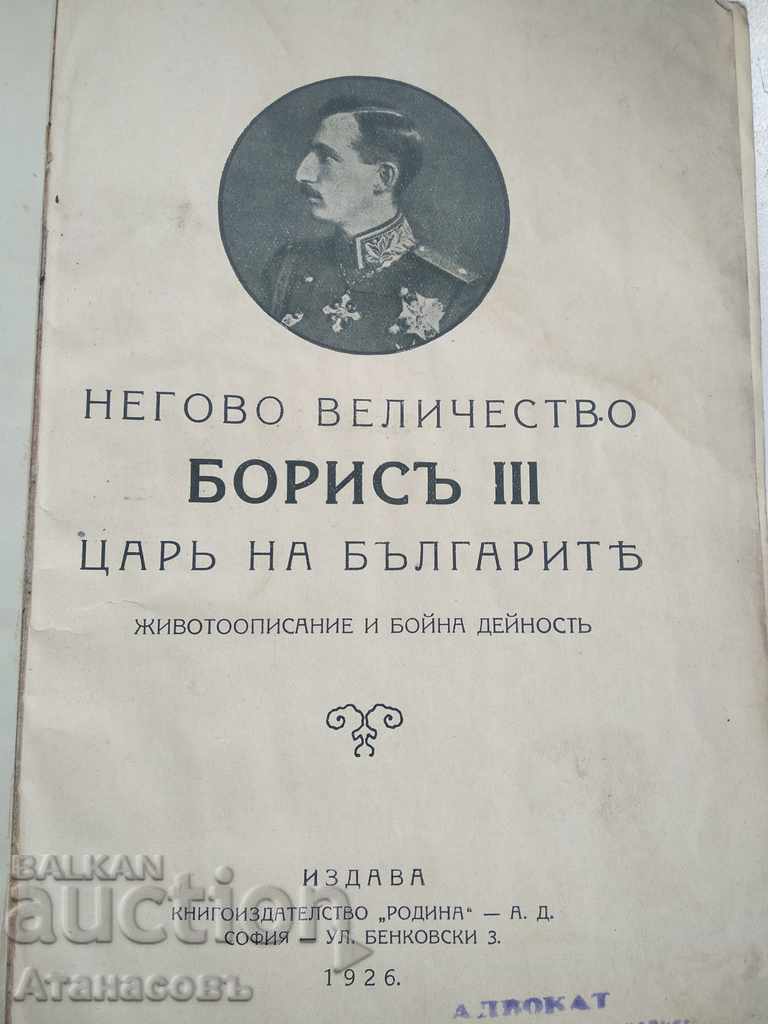 НЕГОВО ВЕЛИЧЕСТВО
БОРИСЪ III
ЦАРЬ НА БЪЛГАРИТѢ
ЖИВОТООПИСАНИЕ И БОЙНА ДЕЙНОСТЬ
ИЗДАВА
КНИГОИЗДАТЕЛСТВО „РОДИНА“ — А. Д.
СОФИЯ — УЛ. БЕНКОВСКИ 3.
1926.
АДВОКАТ
BALKAN
auction
Атанасовъ